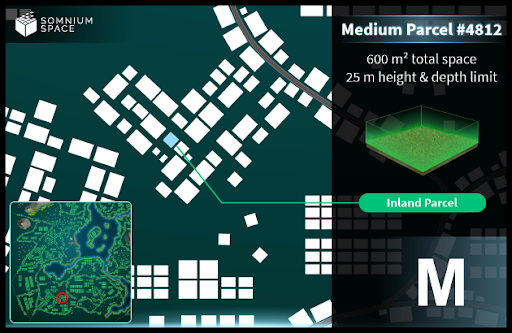 SOMNIUM
SPACE
Medium Parcel #4812
600 m² total space
25 m height & depth limit
Inland Parcel
M